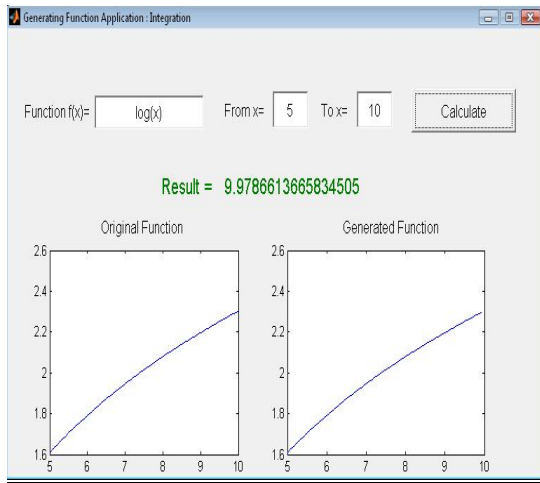 Generating Function Application : Integration
Function f(x)= log(x) From x= 5 To x= 10 Calculate
Result = 9.9786613665834505
Original Function Generated Function
2.6 2.6
2.4 2.4
2.2 2.2
2 2
1.8 1.8
1.6 1.6
5 6 7 8 9 10 5 6 7 8 9 10